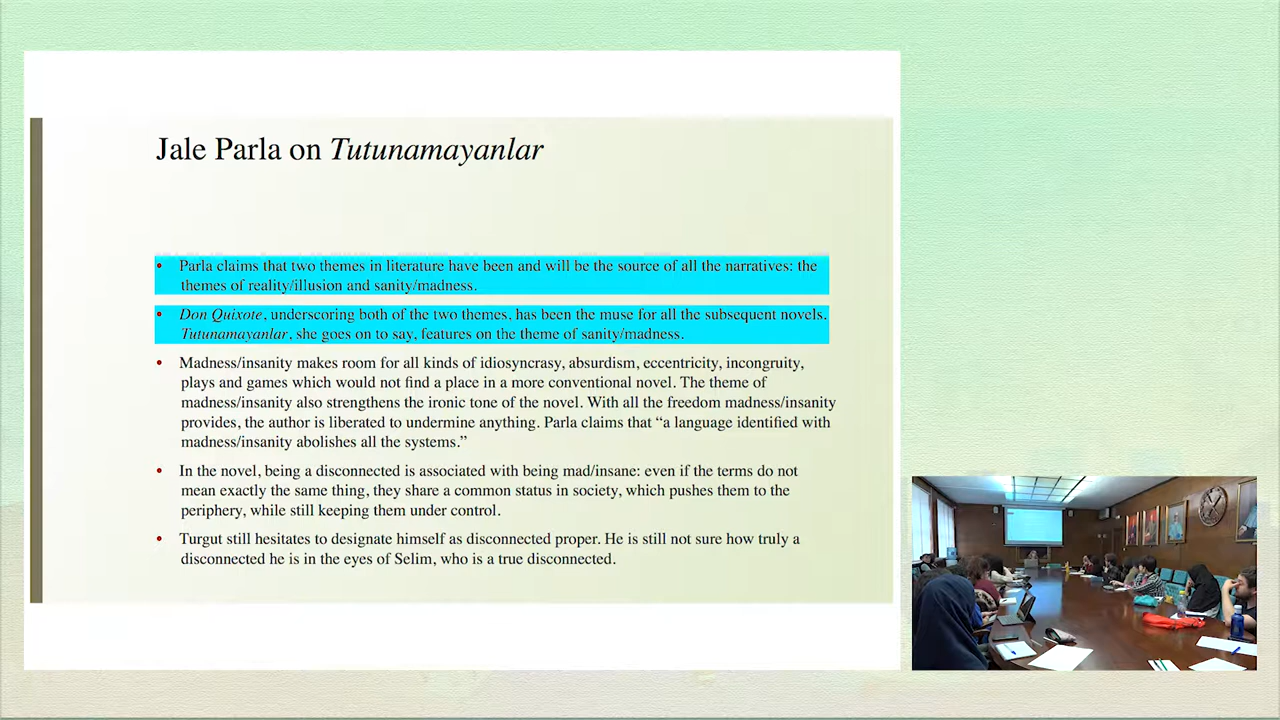 Jale Parla on Tutunamayanlar
• Parla claims that two themes in literature have been and will be the source of all the narratives: the
themes of reality/illusion and sanity/madness.
• Don Quixote, underscoring both of the two themes, has been the muse for all the subsequent novels.
Tutunamayanlar, she goes on to say, features on the theme of sanity/madness.
• Madness/insanity makes room for all kinds of idiosyncrasy, absurdism, eccentricity, incongruity,
plays and games which would not find a place in a more conventional novel. The theme of
madness/insanity also strengthens the ironic tone of the novel. With all the freedom madness/insanity
provides, the author is liberated to undermine anything. Parla claims that “a language identified with
madness/insanity abolishes all the systems.”
• In the novel, being a disconnected is associated with being mad/insane: even if the terms do not
mean exactly the same thing, they share a common status in society, which pushes them to the
periphery, while still keeping them under control.
• Turgut still hesitates to designate himself as disconnected proper. He is still not sure how truly a
disconnected he is in the eyes of Selim, who is a true disconnected.